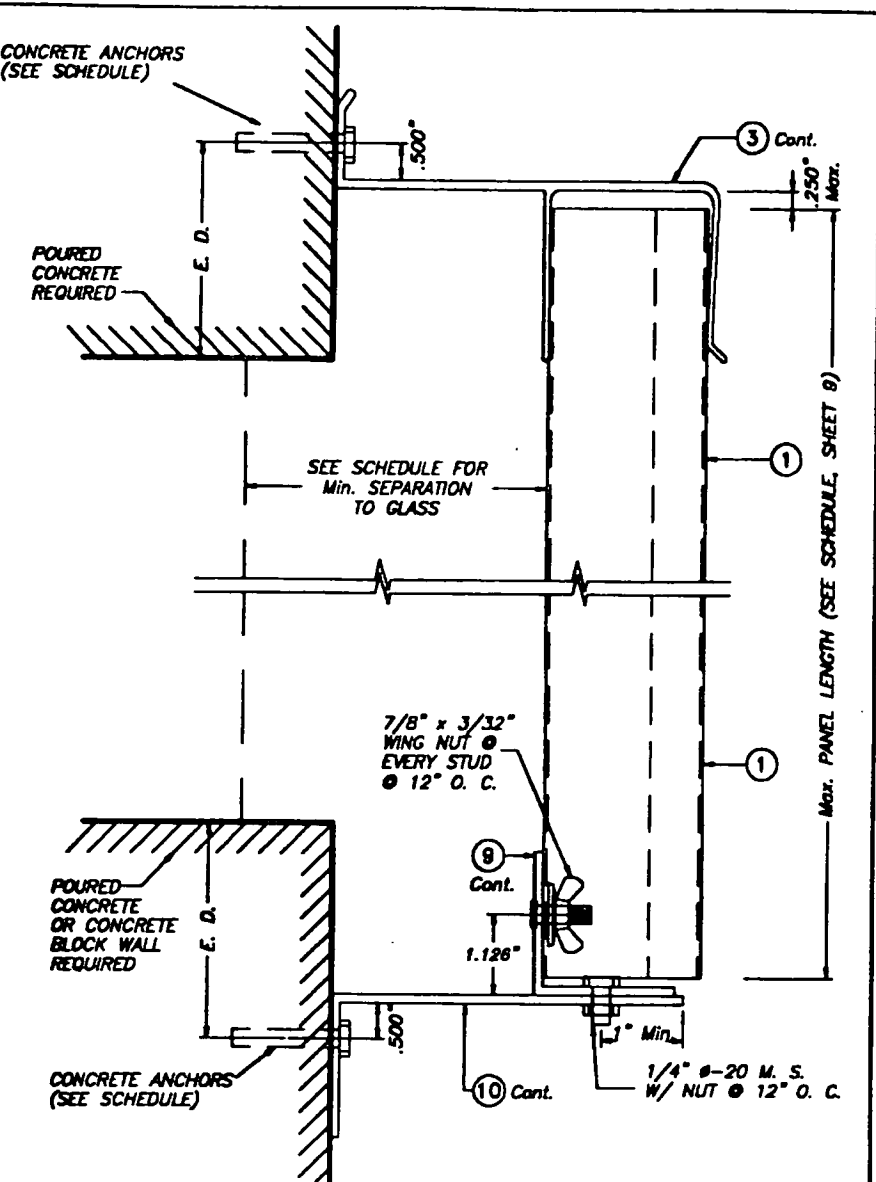 CONCRETE ANCHORS
(SEE SCHEDULE)
.500"
3 Cont.
.250"
Max.
E. D.
POURED
CONCRETE
REQUIRED
SEE SCHEDULE FOR
Min. SEPARATION
TO GLASS
1
Max. PANEL LENGTH (SEE SCHEDULE, SHEET 9)
7/8" x 3/32"
WING NUT @
EVERY STUD
@ 12" O. C.
1
9
Cont.
POURED
CONCRETE
OR CONCRETE
BLOCK WALL
REQUIRED
E. D.
1.126"
.500"
1" Min.
CONCRETE ANCHORS
(SEE SCHEDULE)
10 Cont.
1/4" ø-20 M. S.
W/ NUT @ 12" O. C.